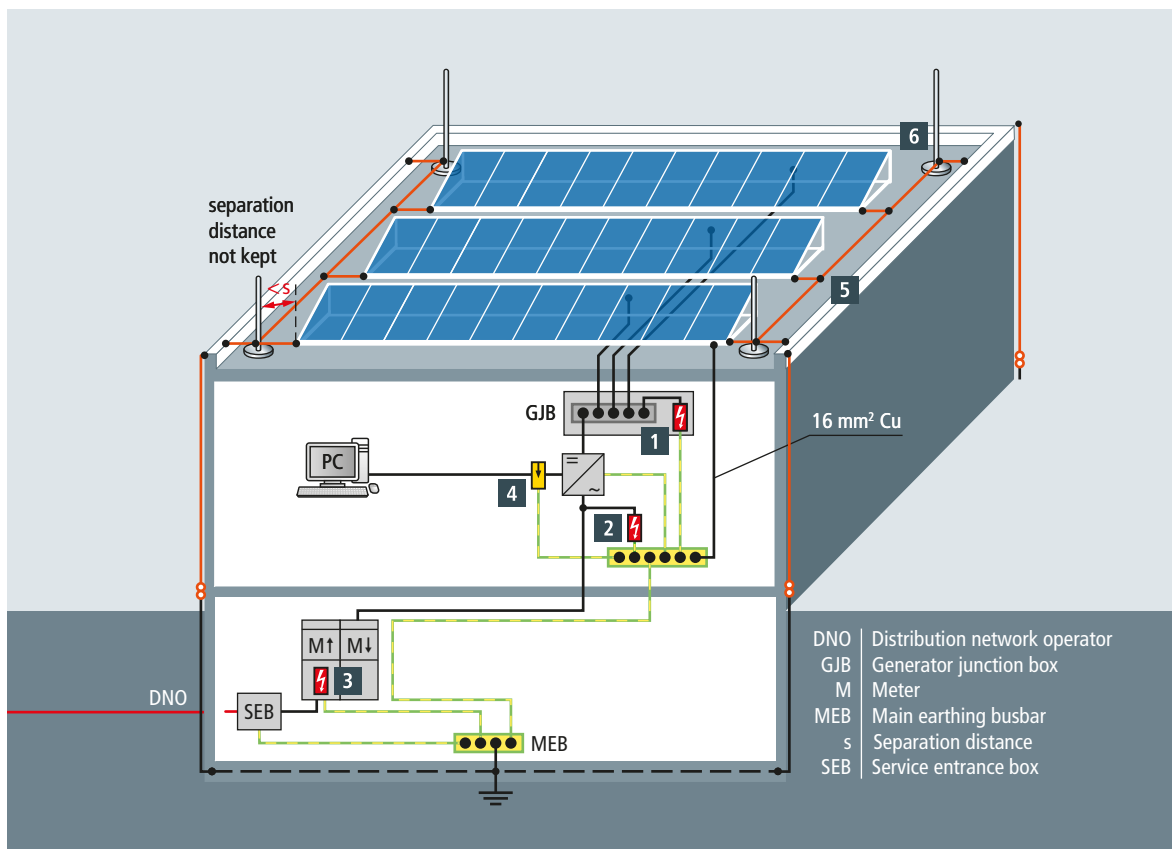 6
separation
distance
not kept
< s
5
GJB
1
16 mm² Cu
PC
=
~
4
2
M↑ M↓
3
DNO
SEB
MEB
DNO Distribution network operator
GJB Generator junction box
M Meter
MEB Main earthing busbar
s Separation distance
SEB Service entrance box